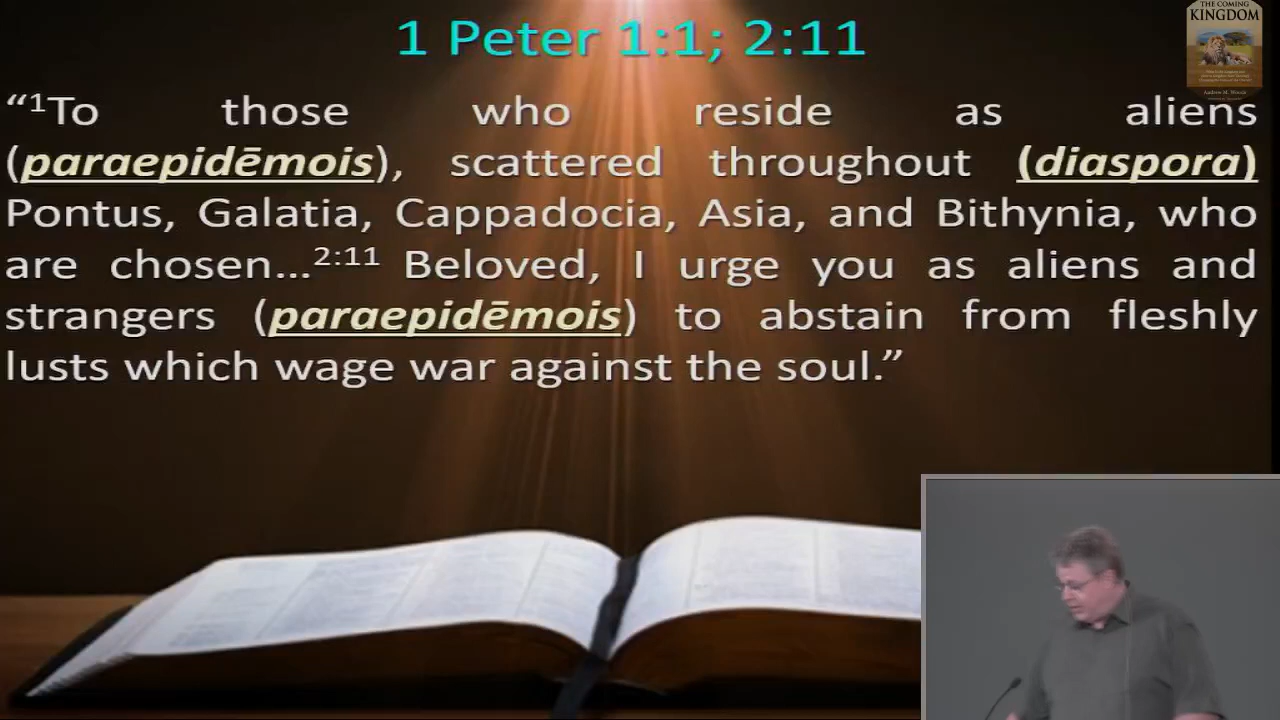 1 Peter 1:1; 2:11
THE COMING
KINGDOM
Andrew M. Woods
“¹To those who reside as aliens
(paraepidēmois), scattered throughout (diaspora)
Pontus, Galatia, Cappadocia, Asia, and Bithynia, who
are chosen…²:¹¹ Beloved, I urge you as aliens and
strangers (paraepidēmois) to abstain from fleshly
lusts which wage war against the soul.”